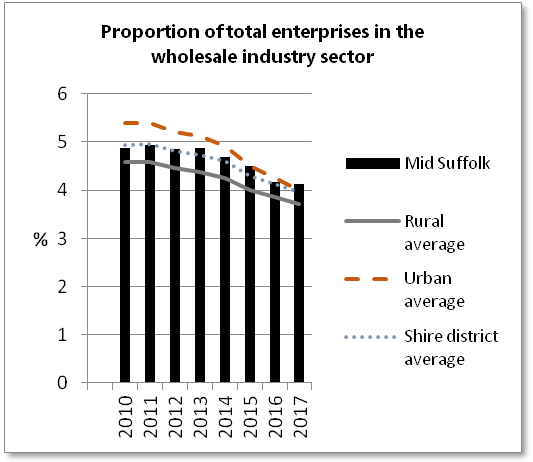 Proportion of total enterprises in the
wholesale industry sector
6
5
4
3
2
1
0
%
2010
2011
2012
2013
2014
2015
2016
2017
Mid Suffolk
Rural
average
Urban
average
Shire district
average